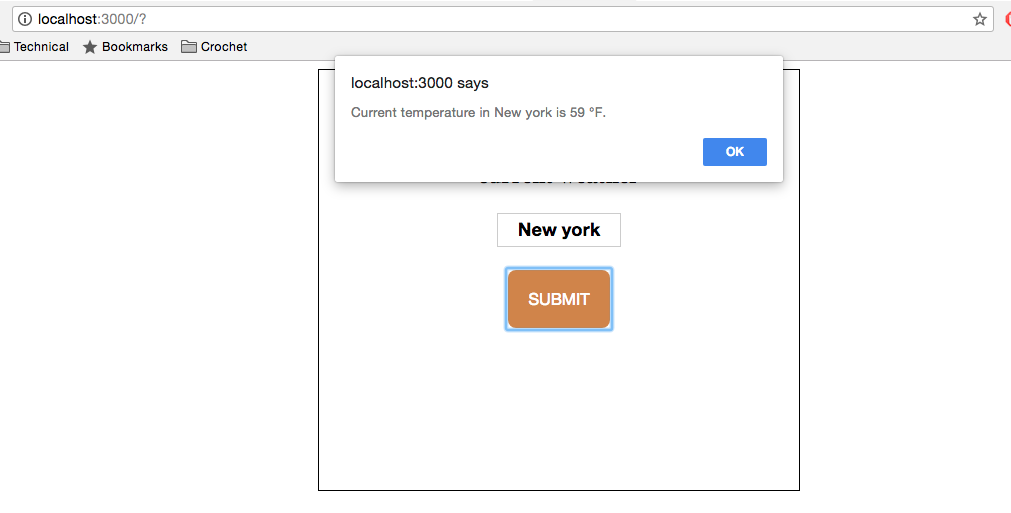 localhost:3000/?
Technical Bookmarks Crochet
localhost:3000 says
Current temperature in New york is 59 °F.
OK
New york
SUBMIT